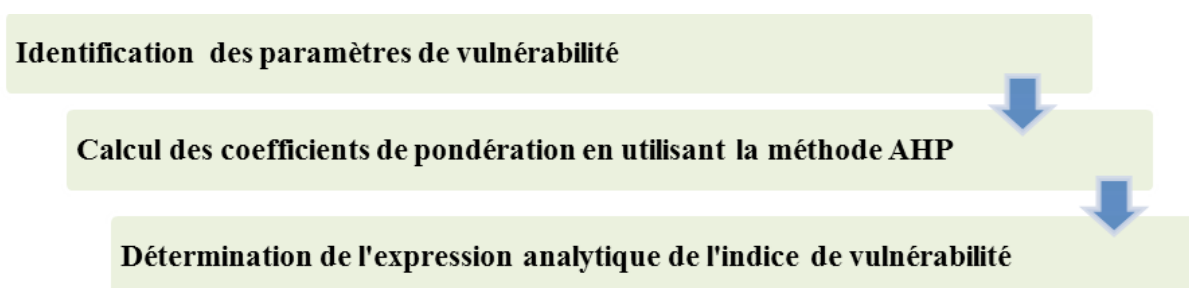 Identification des paramètres de vulnérabilité
Calcul des coefficients de pondération en utilisant la méthode AHP
Détermination de l'expression analytique de l'indice de vulnérabilité